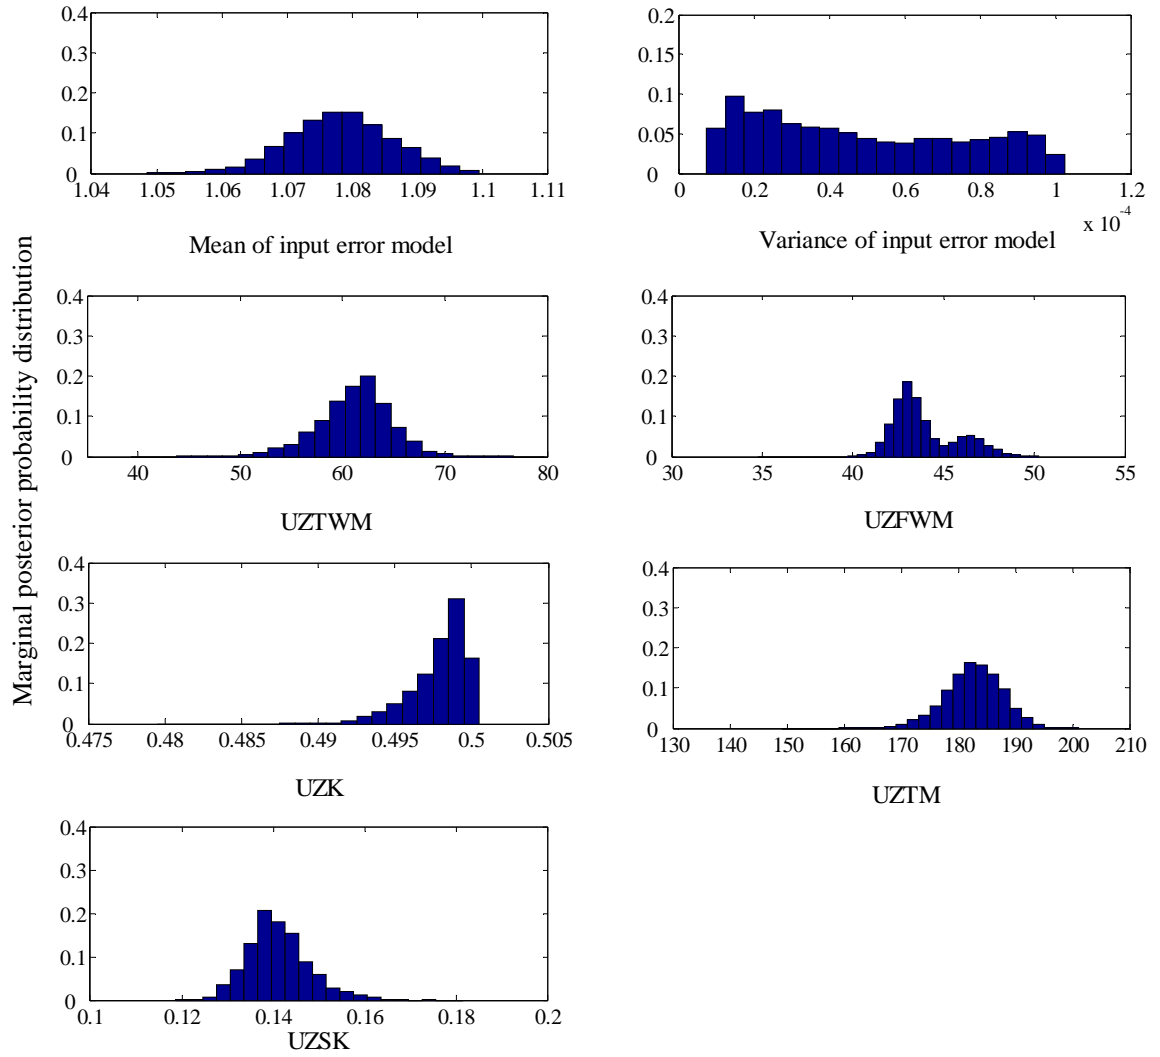 0.4
0.3
0.2
0.1
0
1.04 1.05 1.06 1.07 1.08 1.09 1.1 1.11
Mean of input error model
0.2
0.15
0.1
0.05
0
0 0.2 0.4 0.6 0.8 1 1.2
x 10-4
Variance of input error model
Marginal posterior probability distribution
0.4
0.3
0.2
0.1
0
40 50 60 70 80
UZTWM
0.4
0.3
0.2
0.1
0
30 35 40 45 50 55
UZFWM
0.4
0.3
0.2
0.1
0
0.475 0.48 0.485 0.49 0.495 0.5 0.505
UZK
0.4
0.3
0.2
0.1
0
130 140 150 160 170 180 190 200 210
UZTM
0.4
0.3
0.2
0.1
0
0.1 0.12 0.14 0.16 0.18 0.2
UZSK